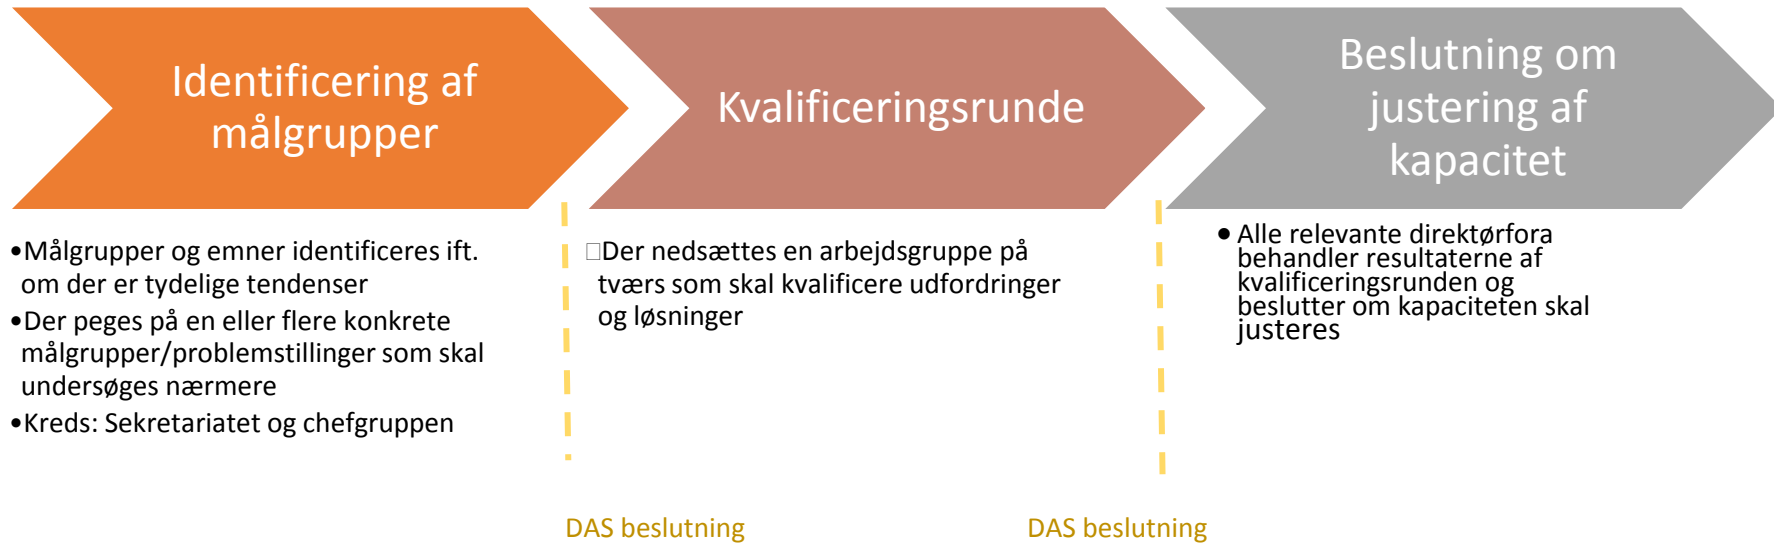 Identificering af
målgrupper
Kvalificeringsrunde
Beslutning om
justering af
kapacitet
•Målgrupper og emner identificeres ift.
om der er tydelige tendenser
•Der peges på en eller flere konkrete
målgrupper/problemstillinger som skal
undersøges nærmere
•Kreds: Sekretariatet og chefgruppen
□Der nedsættes en arbejdsgruppe på
tværs som skal kvalificere udfordringer
og løsninger
• Alle relevante direktørfora
behandler resultaterne af
kvalificeringsrunden og
beslutter om kapaciteten skal
justeres
DAS beslutning
DAS beslutning